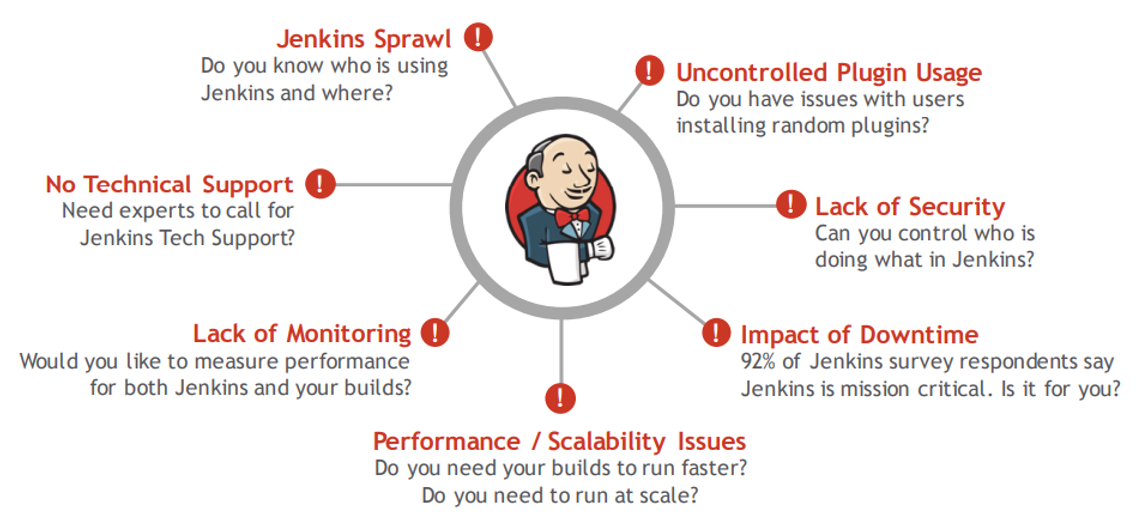 Jenkins Sprawl
Do you know who is using
Jenkins and where?
Uncontrolled Plugin Usage
Do you have issues with users
installing random plugins?
No Technical Support
Need experts to call for
Jenkins Tech Support?
Lack of Security
Can you control who is
doing what in Jenkins?
Lack of Monitoring
Would you like to measure performance
for both Jenkins and your builds?
Impact of Downtime
92% of Jenkins survey respondents say
Jenkins is mission critical. Is it for you?
Performance / Scalability Issues
Do you need your builds to run faster?
Do you need to run at scale?